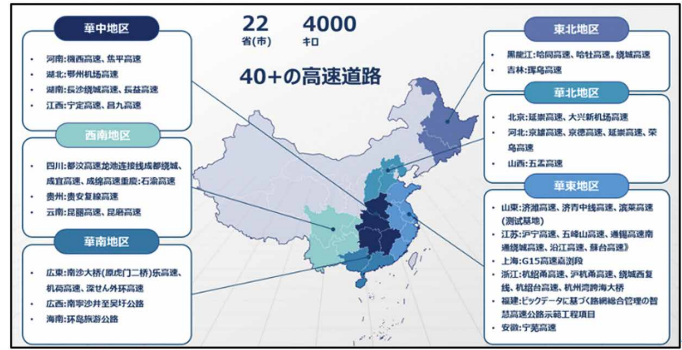 華中地区
河南:機西高速、焦平高速
湖北:鄂州机场高速
湖南:長沙绕城高速、長益高速
江西:宁定高速、昌九高速
西南地区
四川:都汶高速龙池连接线成都绕城、
成宜高速、成绵高速重慶:石渝高速
贵州:贵安复線高速
云南:昆丽高速、昆磨高速
華南地区
広東:南沙大桥(原虎门二桥)乐高速、
机荷高速、深せん外环高速
広西:南寧沙井至吴圩公路
海南:环岛旅游公路
22
省(市)
4000
キロ
40+の高速道路
東北地区
黑龍江:哈同高速、哈牡高速。绕城高速
吉林:珲乌高速
華北地区
北京:延崇高速、大兴新机场高速
河北:京雄高速、京德高速、延崇高速、荣
乌高速
山西:五盂高速
華東地区
山東:济潍高速、济青中线高速、滨莱高速
(测试基地)
江苏:沪宁高速、五峰山高速、通锡高速南
通绕城高速、沿江高速、蘇台高速》
上海:G15高速嘉浏段
浙江:杭绍甬高速、沪杭甬高速、绕城西复
线、杭绍台高速、杭州湾跨海大桥
福建:ビックデータに基づく路網総合管理の智
慧高速公路示范工程项目
安徽:宁芜高速